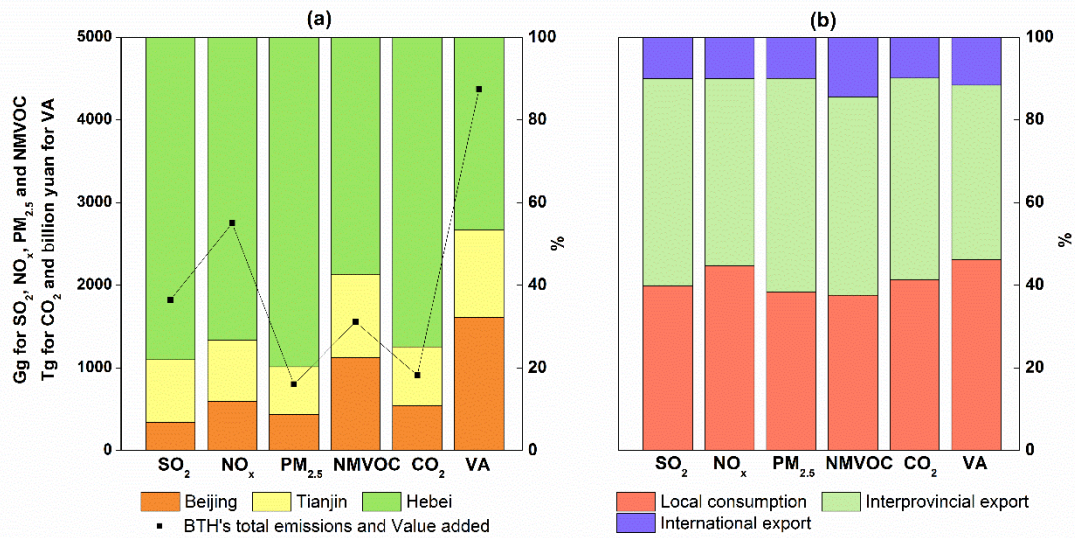 (a)
(b)
Gg for SO₂, NOₓ, PM₂.₅ and NMVOC
Tg for CO₂ and billion yuan for VA
5000
4000
3000
2000
1000
0
100
80
60
40
20
0
%
SO₂ NOₓ PM₂.₅ NMVOC CO₂ VA
Beijing Tianjin Hebei
BTH's total emissions and Value added
100
80
60
40
20
0
%
SO₂ NOₓ PM₂.₅ NMVOC CO₂ VA
Local consumption Interprovincial export
International export